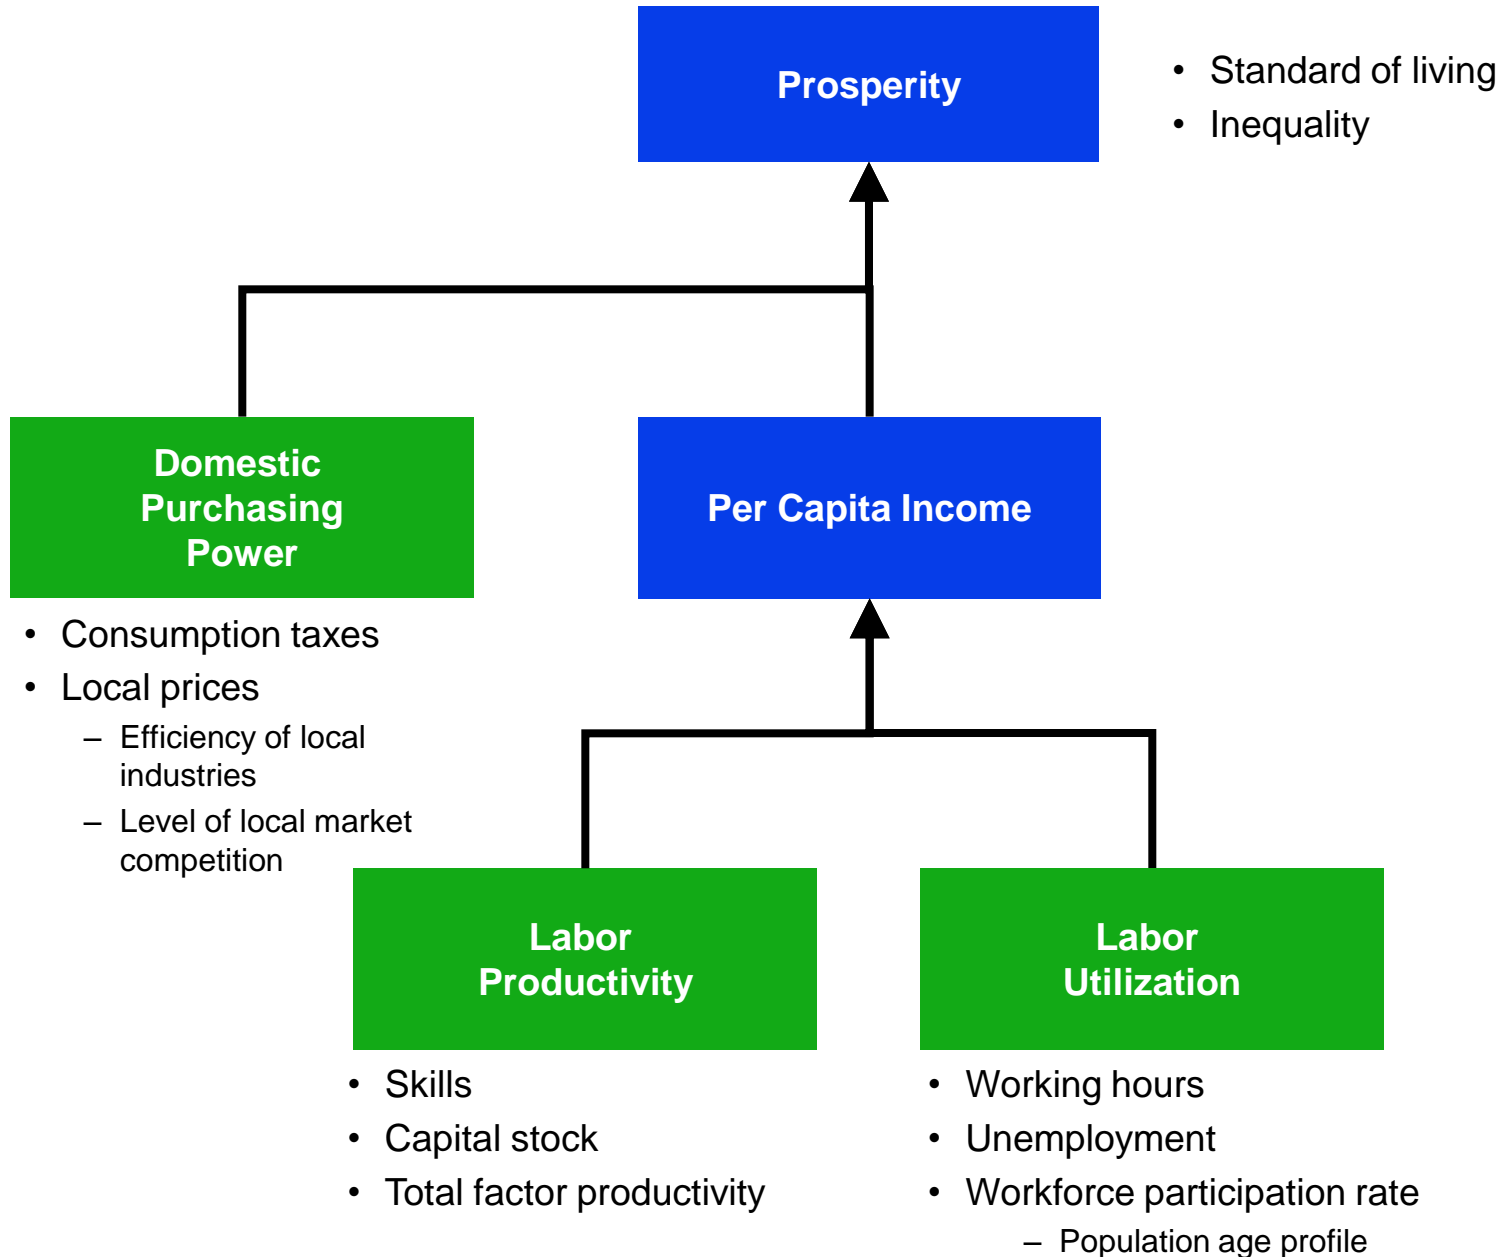 Prosperity
• Standard of living
• Inequality
Domestic
Purchasing
Power
Per Capita Income
• Consumption taxes
• Local prices
– Efficiency of local
industries
– Level of local market
competition
Labor
Productivity
Labor
Utilization
• Skills
• Capital stock
• Total factor productivity
• Working hours
• Unemployment
• Workforce participation rate
– Population age profile